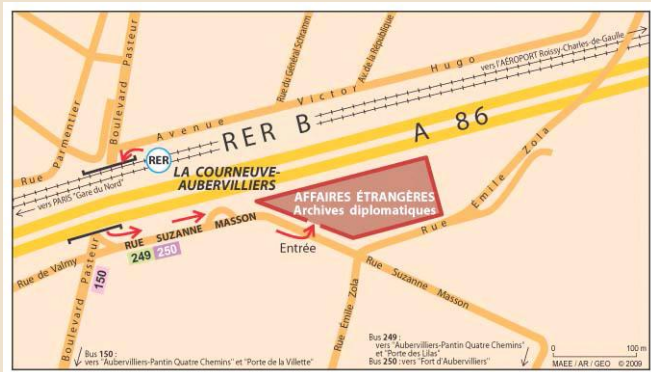 Rue du Général Schramm
Av. de la République
Boulevard Pasteur
Rue Parmentier
Avenue Victor Hugo
vers l'AÉROPORT Roissy-Charles-de-Gaulle
RER B
A 86
RER
vers PARIS "Gare du Nord"
LA COURNEUVE-
AUBERVILLIERS
AFFAIRES ÉTRANGÈRES
Archives diplomatiques
Rue Émile Zola
RUE SUZANNE MASSON
249 250
Entrée
Rue de Valmy
Boulevard Pasteur
150
Rue Suzanne Masson
Rue Émile Zola
Bus 150 :
vers "Aubervilliers-Pantin Quatre Chemins" et "Porte de la Villette"
Bus 249 :
vers "Aubervilliers-Pantin Quatre Chemins"
et "Porte des Lilas"
Bus 250 : vers "Fort d'Aubervilliers"
0 100 m
MAEE / AR / GEO © 2009